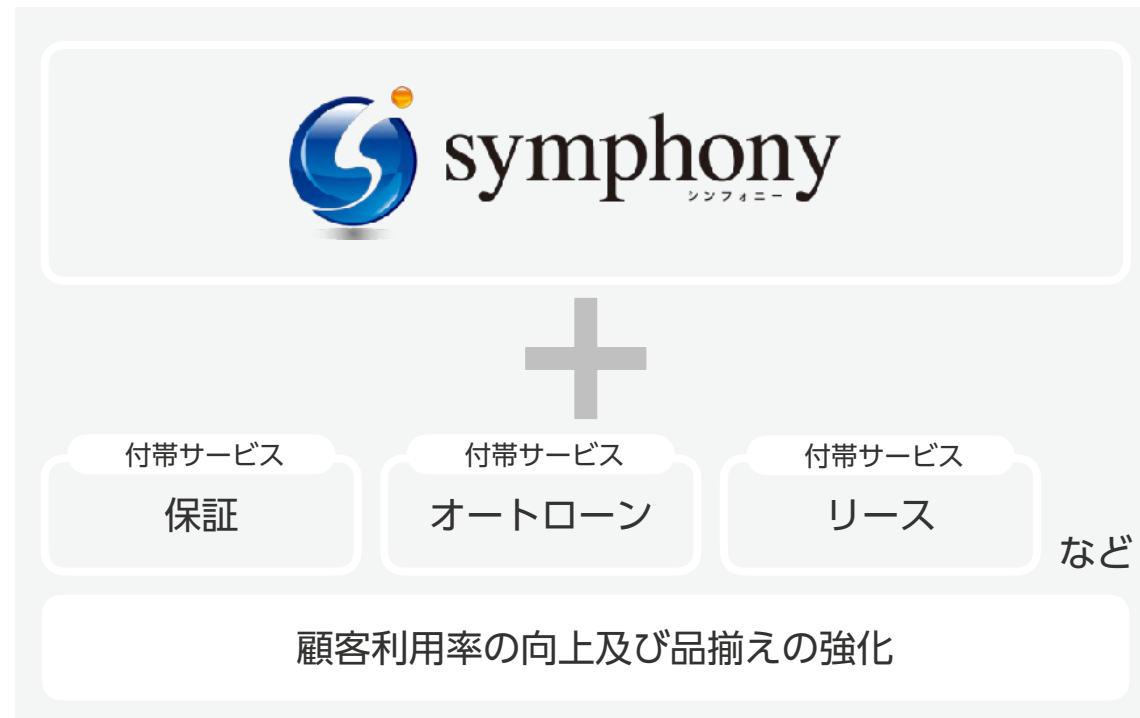 symphony
シンフォニー
付帯サービス
保証
付帯サービス
オートローン
付帯サービス
リース
など
顧客利用率の向上及び品揃えの強化